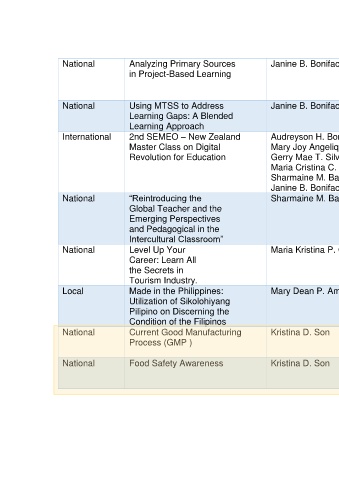 National Analyzing Primary Sources Janine B. Bonifac
in Project-Based Learning
National Using MTSS to Address Janine B. Bonifac
Learning Gaps: A Blended
Learning Approach
International 2nd SEMEO – New Zealand Audreyson H. Bo
Master Class on Digital Mary Joy Angeliq
Revolution for Education Gerry Mae T. Silv
Maria Cristina C.
Sharmaine M. Ba
Janine B. Bonifac
National “Reintroducing the Sharmaine M. Ba
Global Teacher and the
Emerging Perspectives
and Pedagogical in the
Intercultural Classroom”
National Level Up Your Maria Kristina P.
Career: Learn All
the Secrets in
Tourism Industry.
Local Made in the Philippines: Mary Dean P. Am
Utilization of Sikolohiyang
Pilipino on Discerning the
Condition of the Filipinos
National Current Good Manufacturing Kristina D. Son
Process (GMP )
National Food Safety Awareness Kristina D. Son